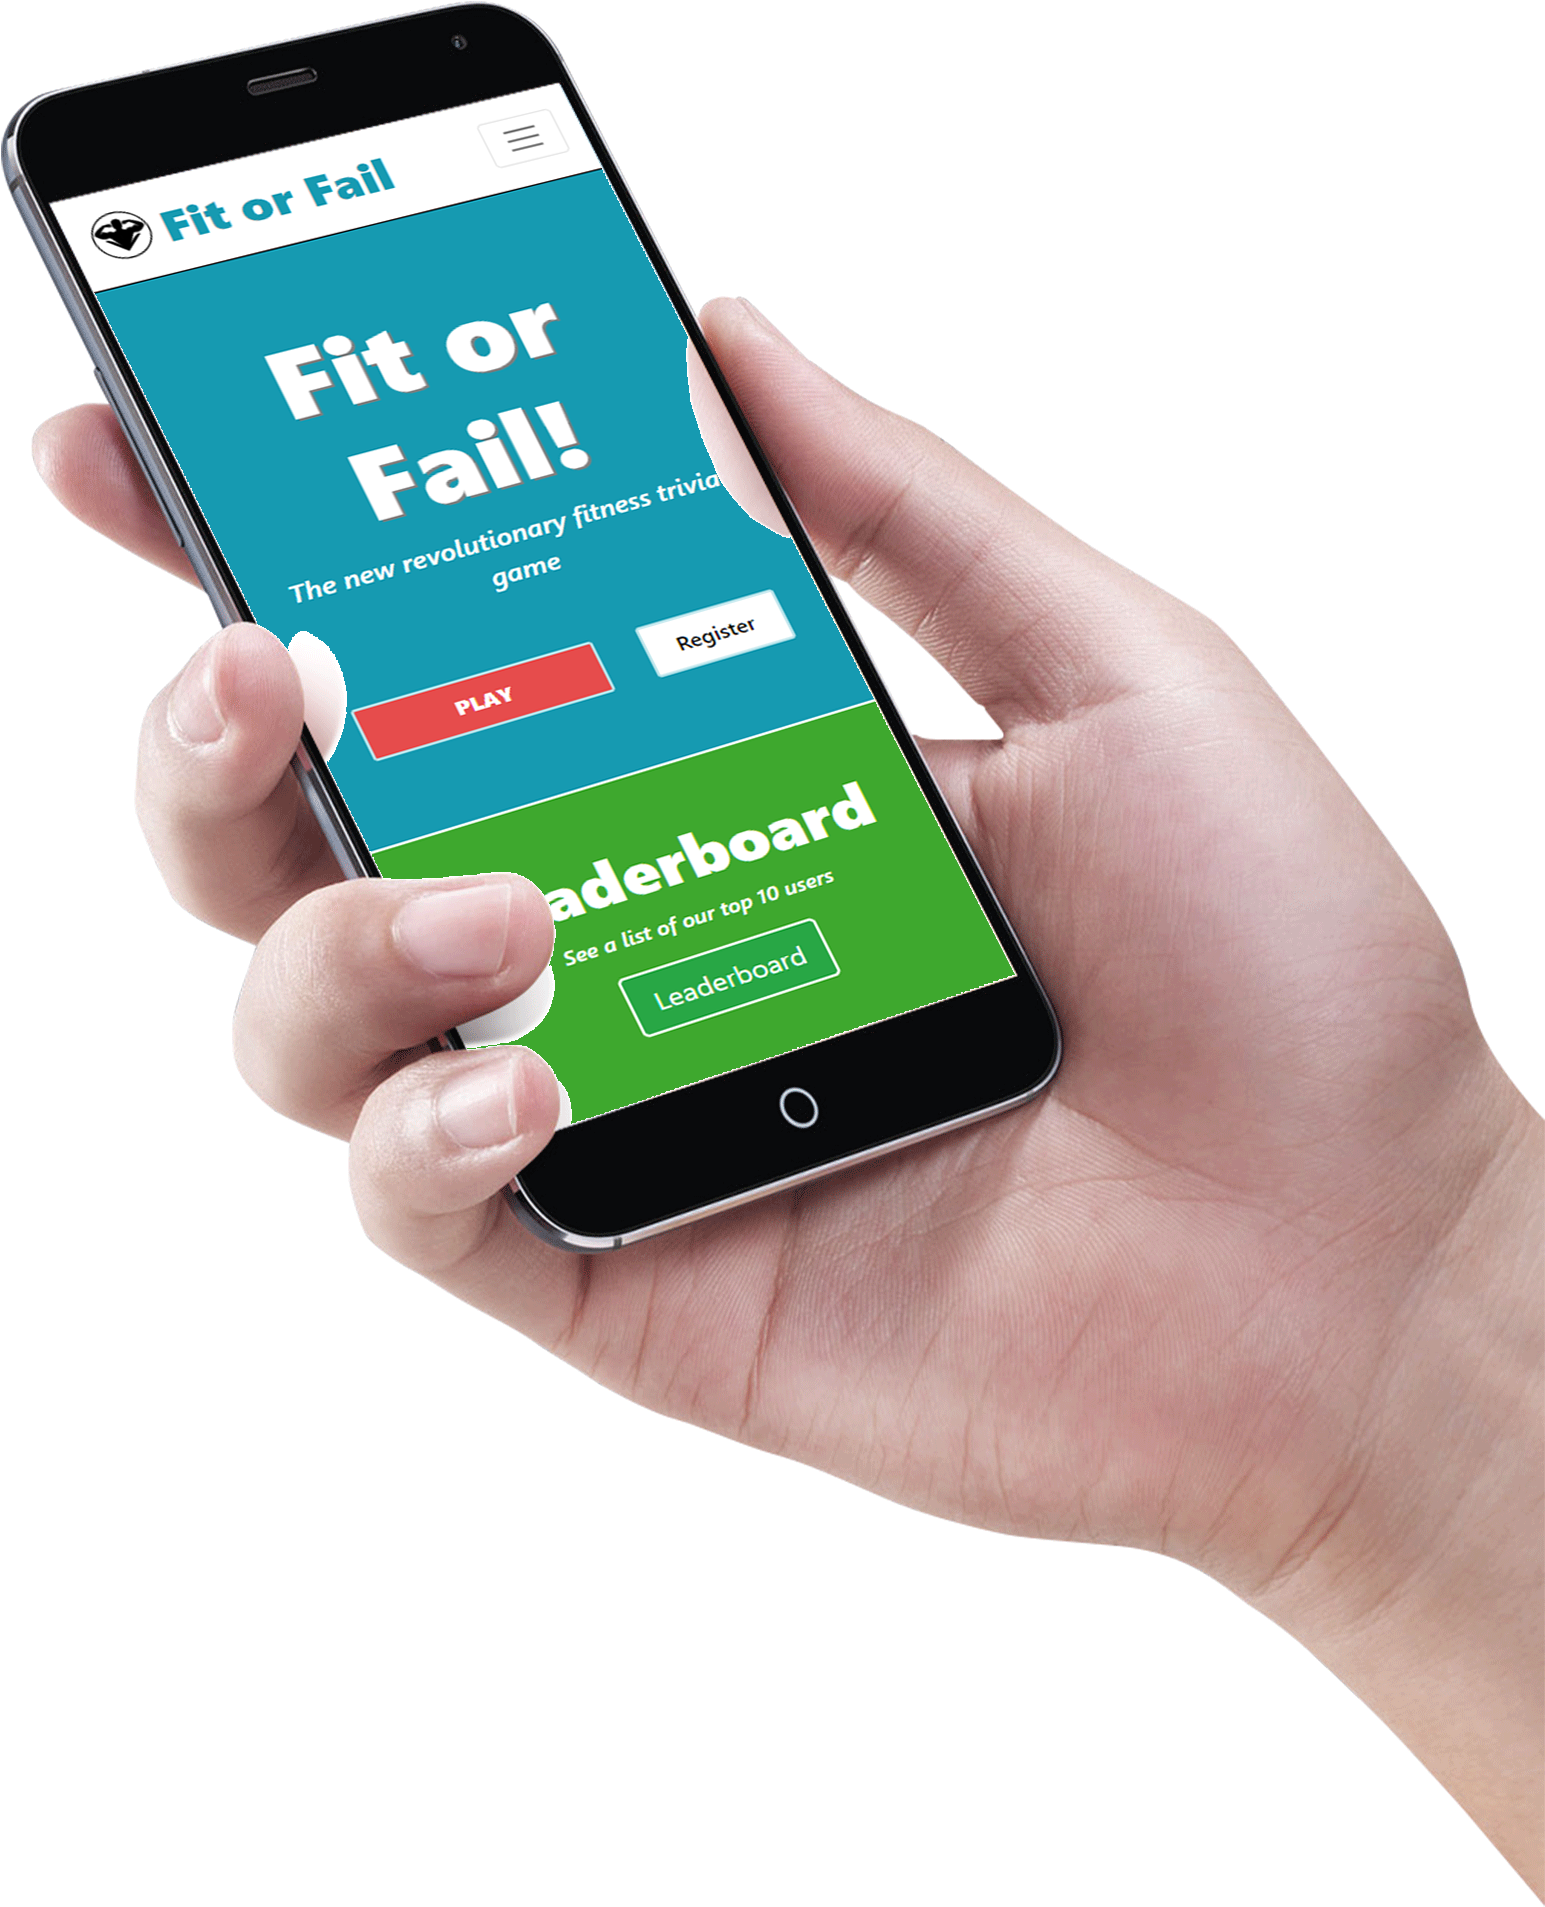 Fit or Fail
Fit or
Fail!
The new revolutionary fitness trivia
game
PLAY
Register
aderboard
See a list of our top 10 users
Leaderboard